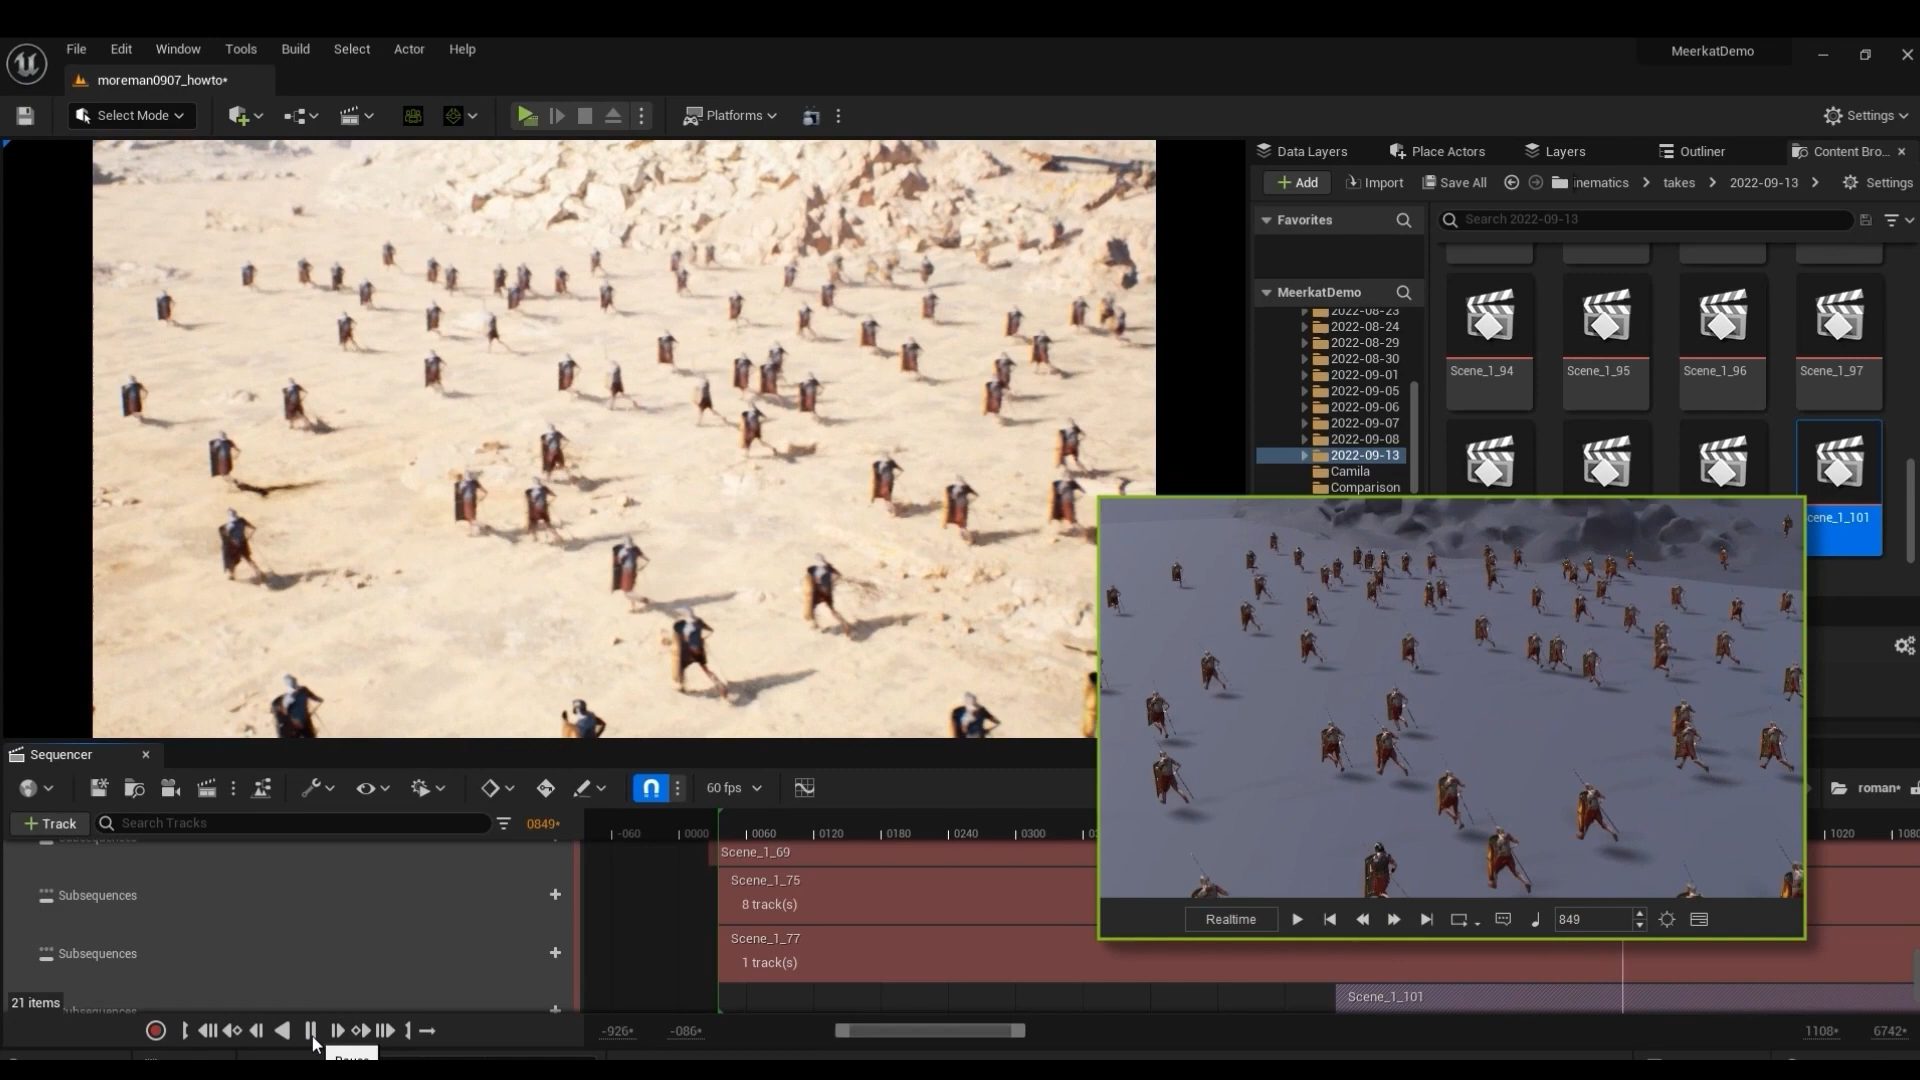 File Edit Window Tools Build Select Actor Help
MeerkatDemo
moreman0907_howto*
Select Mode
Platforms
Settings
Data Layers
Place Actors
Layers
Outliner
Content Bro...
Add
Import
Save All
inematics
takes
2022-09-13
Settings
Favorites
Search 2022-09-13
MeerkatDemo
2022-08-23
2022-08-24
2022-08-29
2022-08-30
2022-09-01
2022-09-05
2022-09-06
2022-09-07
2022-09-08
2022-09-13
Camila
Comparison
Scene_1_94
Scene_1_95
Scene_1_96
Scene_1_97
cene_1_101
Sequencer
60 fps
roman*
Track
Search Tracks
0849*
-060
0000
0060
0120
0180
0240
0300
1020
1080
Scene_1_69
Subsequences
Scene_1_75
8 track(s)
Subsequences
Scene_1_77
1 track(s)
21 items
Scene_1_101
Realtime
849
-926*
-086*
1108*
6742*